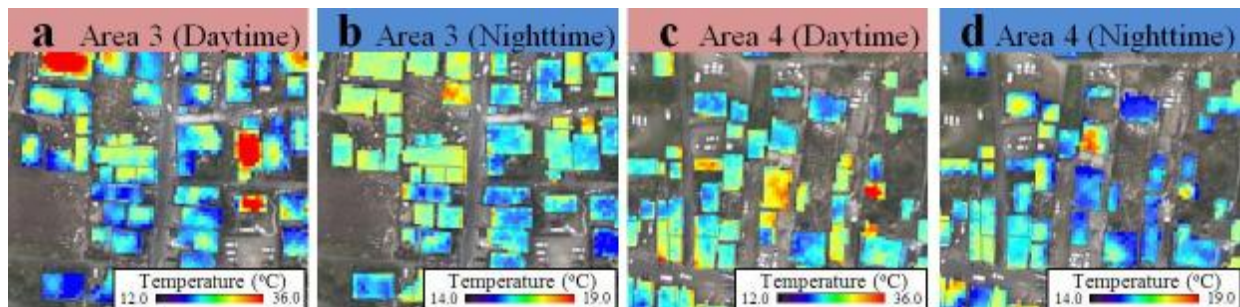 a Area 3 (Daytime)
b Area 3 (Nighttime)
c Area 4 (Daytime)
d Area 4 (Nighttime)
Temperature (ºC)
12.0 36.0
Temperature (ºC)
14.0 19.0
Temperature (ºC)
12.0 36.0
Temperature (ºC)
14.0 19.0